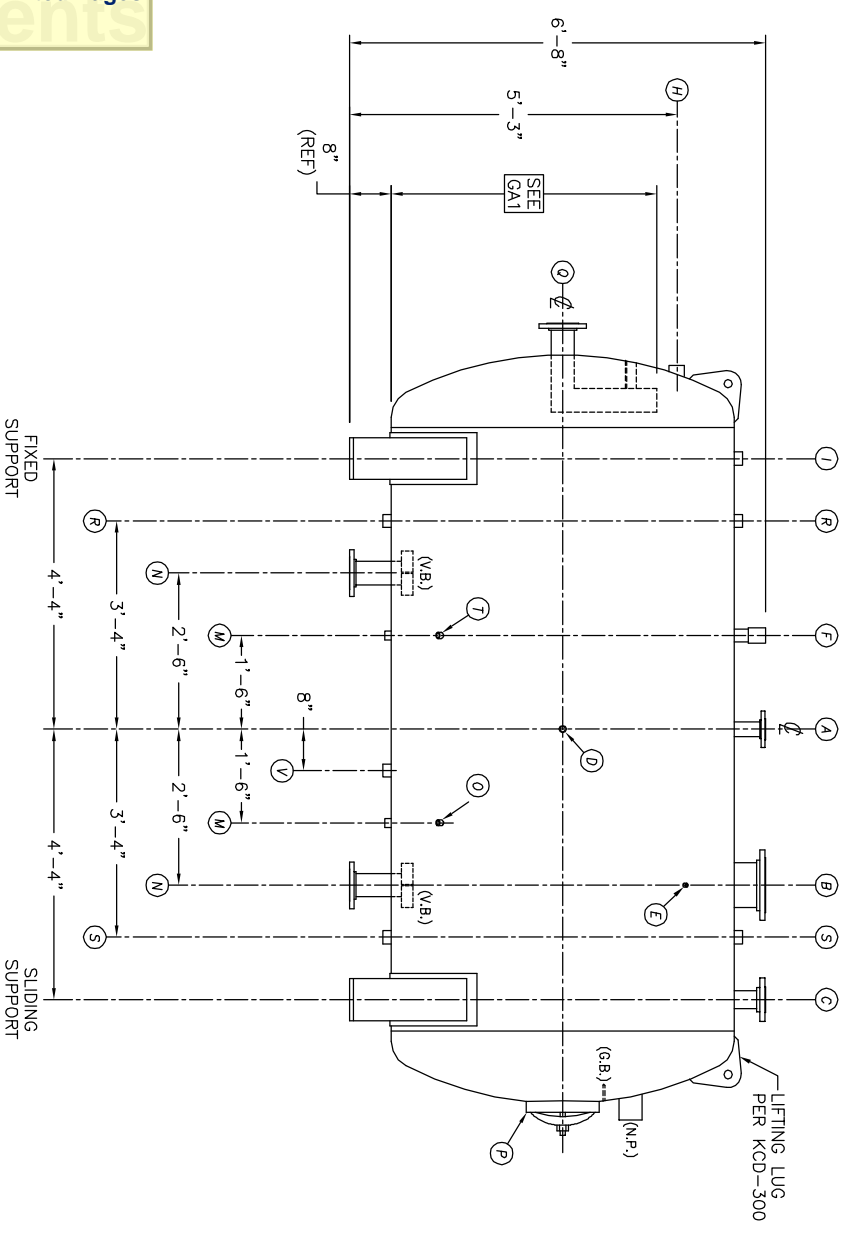 ents
6'-8"
5'-3"
8"
(REF)
SEE
GA1
H
Q
℄
I
R
F
A
℄
B
S
C
LIFTING LUG
PER KCD-300
(V.B.)
T
D
O
E
(V.B.)
(G.B.)
(N.P.)
P
8"
V
M
1'-6"
1'-6"
M
N
2'-6"
2'-6"
N
R
3'-4"
3'-4"
S
4'-4"
4'-4"
FIXED
SUPPORT
SLIDING
SUPPORT